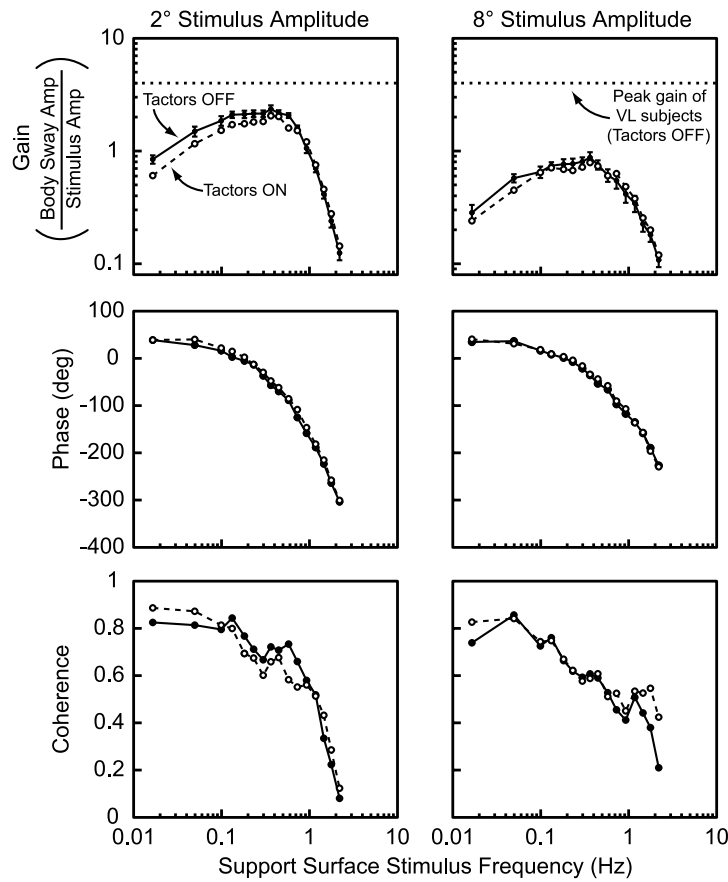 2° Stimulus Amplitude
8° Stimulus Amplitude
Gain
(Body Sway Amp
Stimulus Amp)
10
1
0.1
Tactors OFF
Tactors ON
Peak gain of
VL subjects
(Tactors OFF)
Phase (deg)
100
0
-100
-200
-300
-400
Coherence
1
0.8
0.6
0.4
0.2
0
0.01 0.1 1 10
0.01 0.1 1 10
Support Surface Stimulus Frequency (Hz)